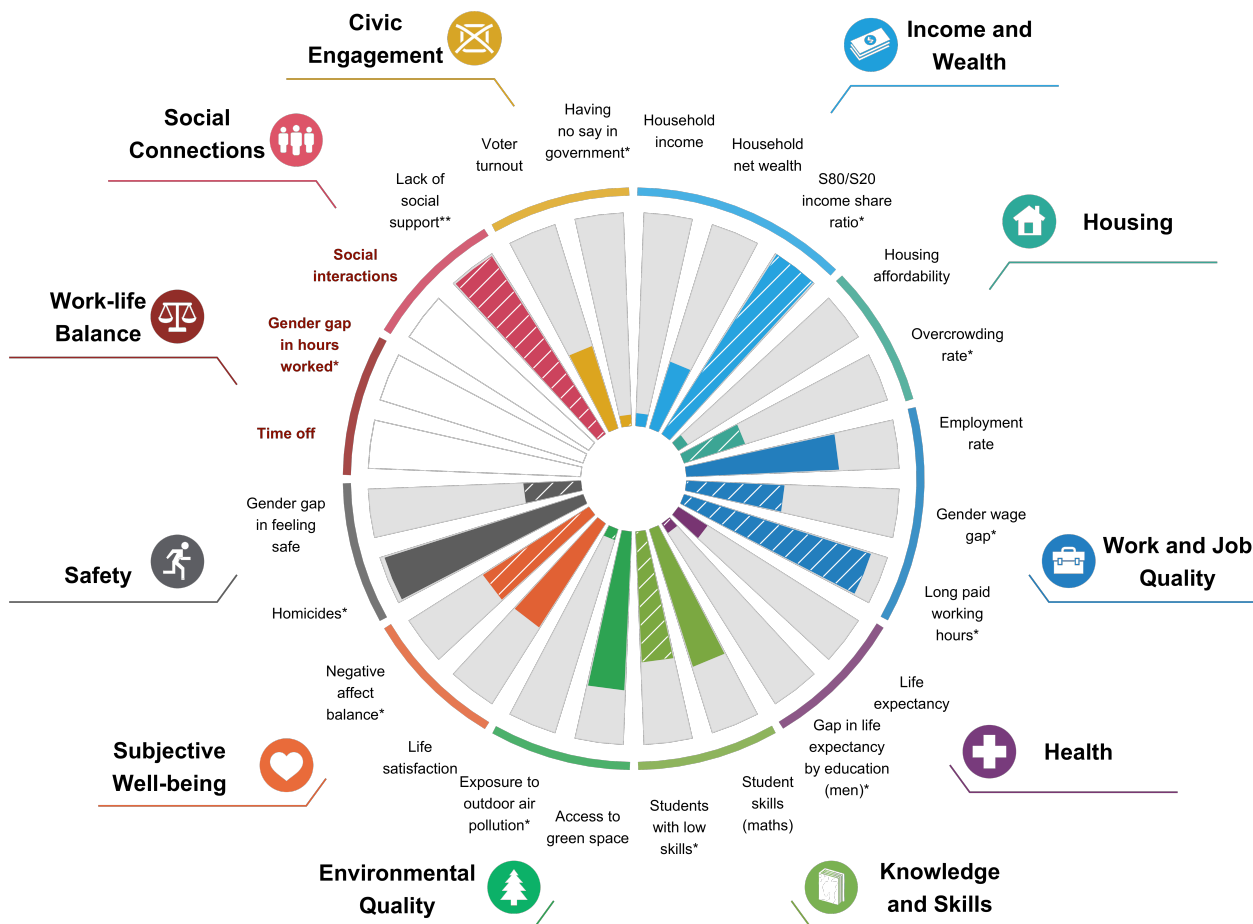 Civic
Engagement
Income and
Wealth
Social
Connections
Housing
Work-life
Balance
Work and Job
Quality
Safety
Health
Subjective
Well-being
Environmental
Quality
Knowledge
and Skills
Household
income
Household
net wealth
S80/S20
income share
ratio*
Housing
affordability
Overcrowding
rate*
Employment
rate
Gender wage
gap*
Long paid
working
hours*
Life
expectancy
Gap in life
expectancy
by education
(men)*
Student
skills
(maths)
Students
with low
skills*
Access to
green space
Exposure to
outdoor air
pollution*
Life
satisfaction
Negative
affect
balance*
Homicides*
Gender gap
in feeling
safe
Time off
Gender gap
in hours
worked*
Social
interactions
Lack of
social
support**
Voter
turnout
Having
no say in
government*
$